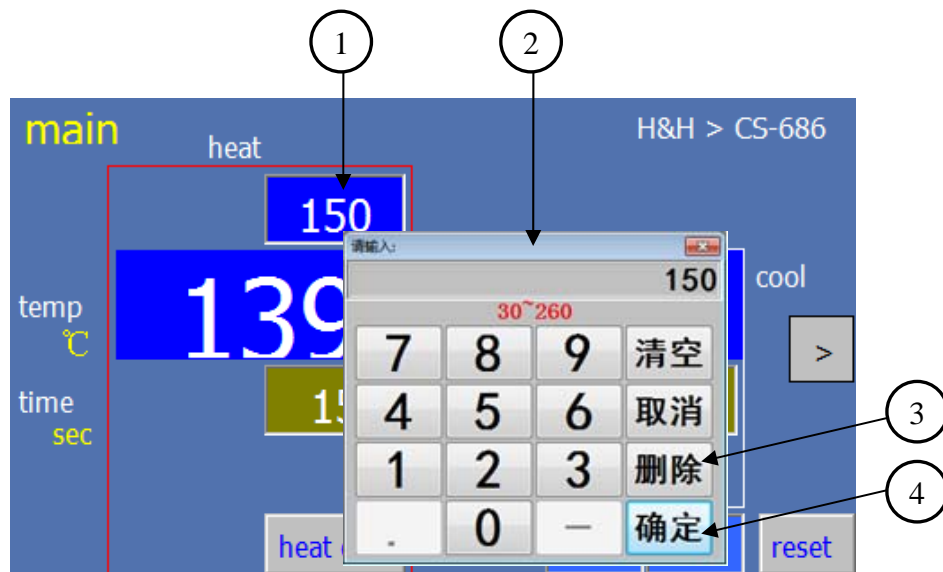 1
2
main
H&H > CS-686
heat
150
请输入:
150
cool
30~260
temp
℃
139
7 8 9 清空
>
time
sec
15
4 5 6 取消
3
1 2 3 删除
4
. 0 — 确定
heat
reset